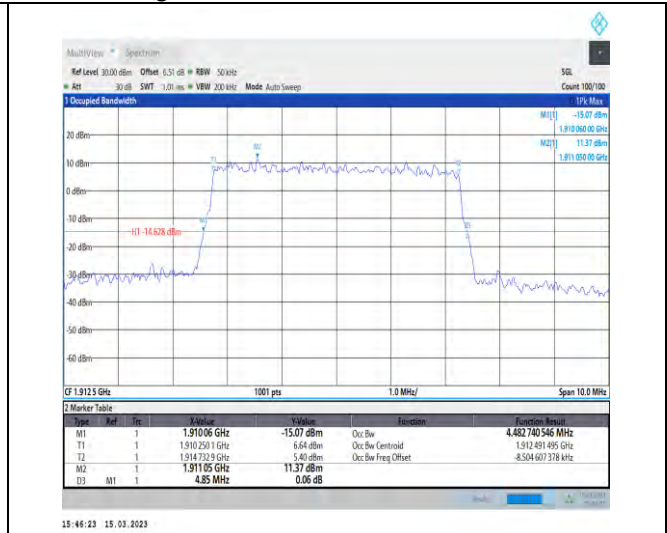 MultiView Spectrum
Ref Level 30.00 dBm Offset 6.51 dB RBW 50 kHz SGL
Att 30 dB SWT 1.01 ms VBW 200 kHz Mode Auto Sweep Count 100/100
1 Occupied Bandwidth 1Pk Max
M1[1] -15.07 dBm
1.910 060 00 GHz
M2[1] 11.37 dBm
1.911 050 00 GHz
20 dBm
M2
T1
10 dBm
0 dBm
-10 dBm
H1 -14.628 dBm
-20 dBm
-30 dBm
-40 dBm
-50 dBm
-60 dBm
CF 1.912 5 GHz 1001 pts 1.0 MHz/ Span 10.0 MHz
2 Marker Table
Type Ref Trc X-Value Y-Value Function Function Result
M1 1 1.910 06 GHz -15.07 dBm Occ Bw 4.482 740 546 MHz
T1 1 1.910 250 1 GHz 6.64 dBm Occ Bw Centroid 1.912 491 495 GHz
T2 1 1.914 732 9 GHz 5.40 dBm Occ Bw Freq Offset -8.504 607 378 kHz
M2 1 1.911 05 GHz 11.37 dBm
D3 M1 1 4.85 MHz 0.06 dB
15:46:23 15.03.2023